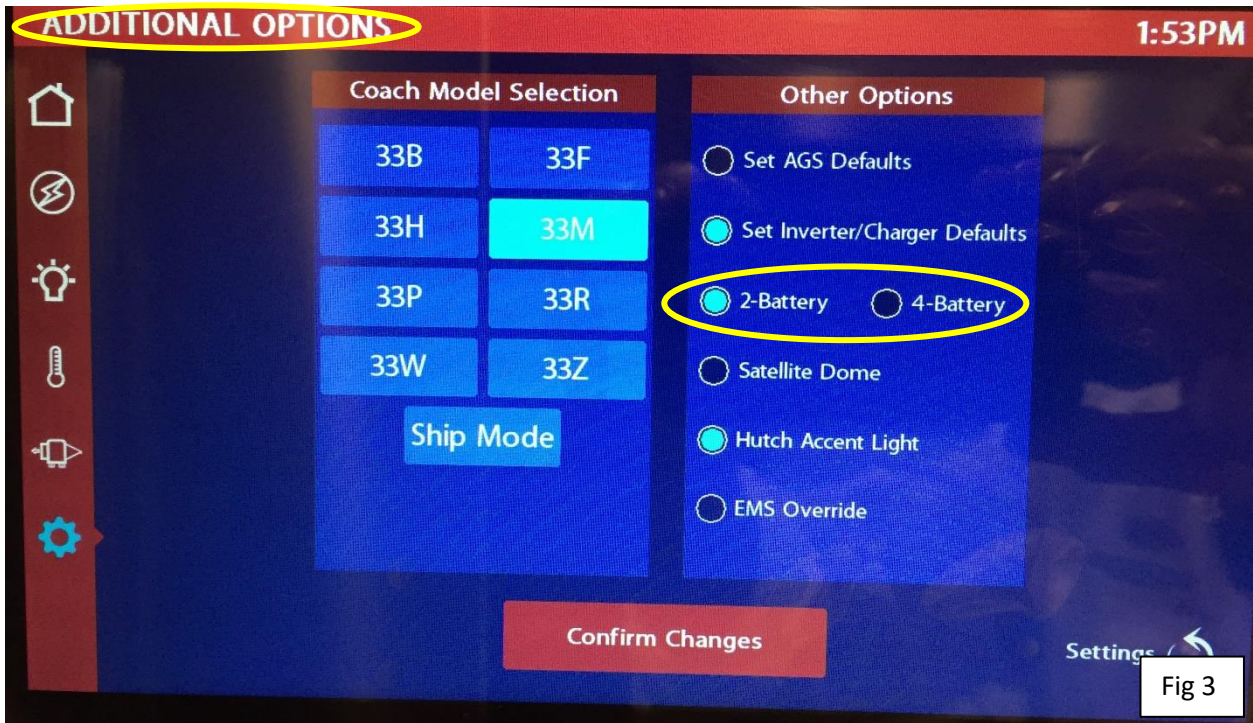 ADDITIONAL OPTIONS
1:53PM
Coach Model Selection
33B 33F
33H 33M
33P 33R
33W 33Z
Ship Mode
Other Options
Set AGS Defaults
Set Inverter/Charger Defaults
2-Battery 4-Battery
Satellite Dome
Hutch Accent Light
EMS Override
Confirm Changes
Settings
Fig 3